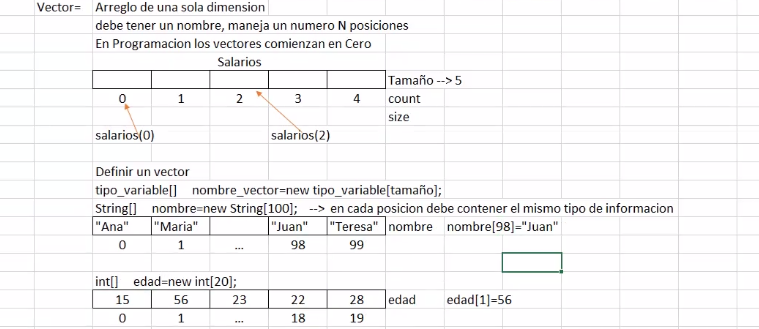 Vector= Arreglo de una sola dimension
debe tener un nombre, maneja un numero N posiciones
En Programacion los vectores comienzan en Cero
Salarios
Tamaño --> 5
0 1 2 3 4 count
size
salarios(0) salarios(2)
Definir un vector
tipo_variable[] nombre_vector=new tipo_variable[tamaño];
String[] nombre=new String[100]; --> en cada posicion debe contener el mismo tipo de informacion
"Ana" "Maria" "Juan" "Teresa" nombre nombre[98]="Juan"
0 1 ... 98 99
int[] edad=new int[20];
15 56 23 22 28 edad edad[1]=56
0 1 ... 18 19